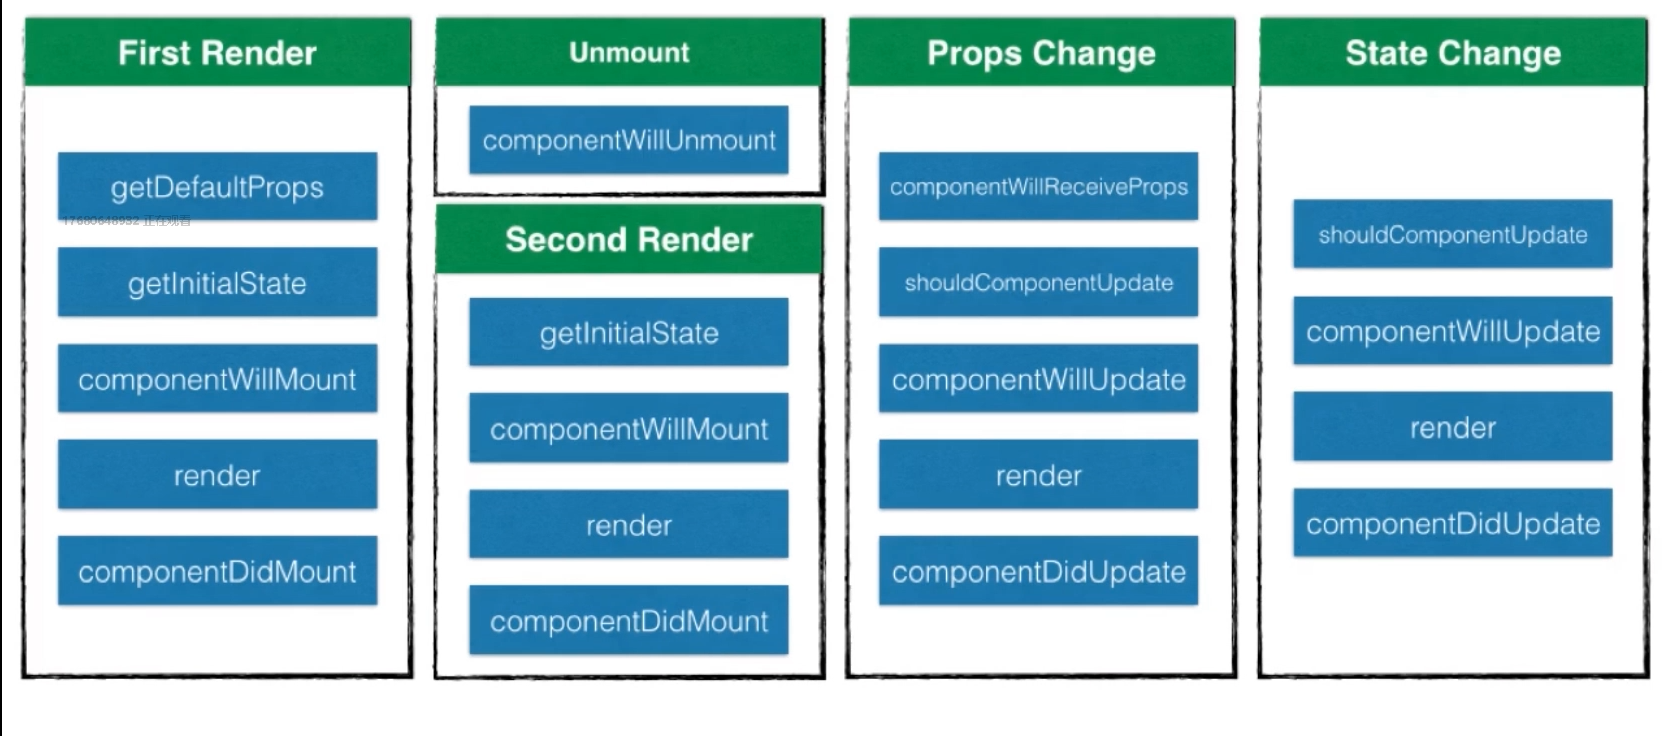 First Render
getDefaultProps
17680648932 正在观看
getInitialState
componentWillMount
render
componentDidMount
Unmount
componentWillUnmount
Second Render
getInitialState
componentWillMount
render
componentDidMount
Props Change
componentWillReceiveProps
shouldComponentUpdate
componentWillUpdate
render
componentDidUpdate
State Change
shouldComponentUpdate
componentWillUpdate
render
componentDidUpdate